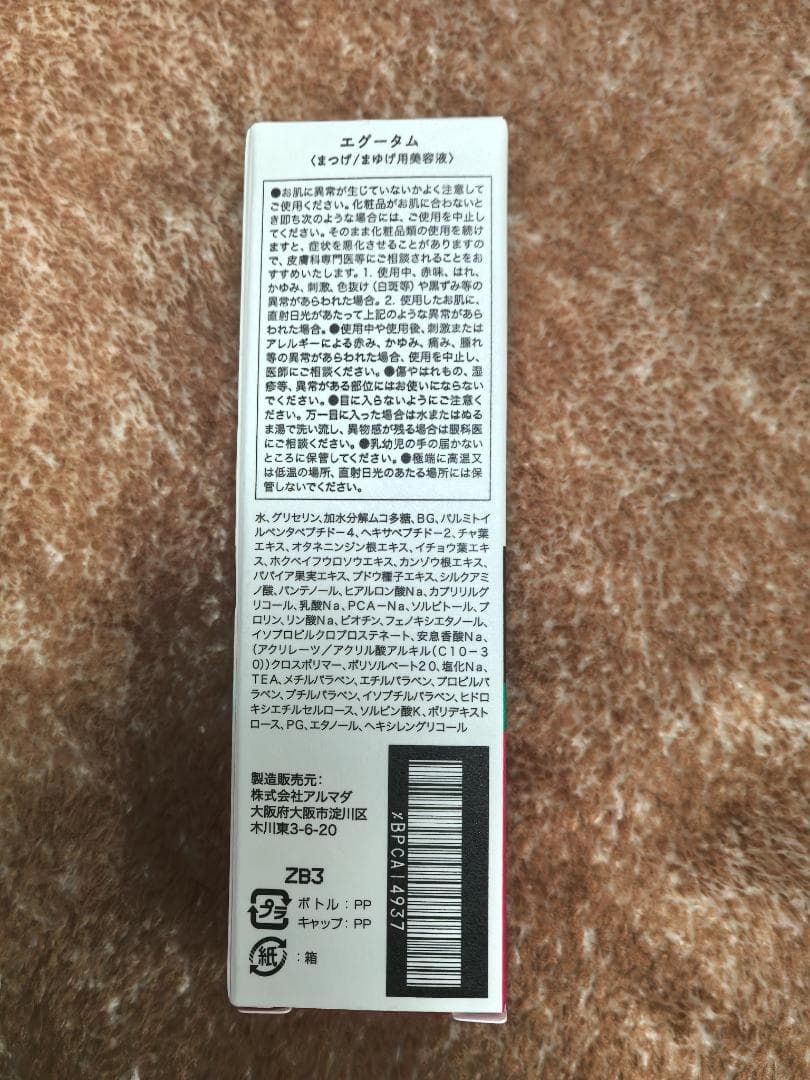 エグータム
〈まつげ/まゆげ用美容液〉
●お肌に異常が生じていないかよく注意して
ご使用ください。化粧品がお肌に合わないと
き即ち次のような場合には、ご使用を中止し
てください。そのまま化粧品類の使用を続け
ますと、症状を悪化させることがありますの
で、皮膚科専門医等にご相談されることをお
すすめいたします。1. 使用中、赤味、はれ、
かゆみ、刺激、色抜け(白斑等)や黒ずみ等の
異常があらわれた場合。2. 使用したお肌に、
直射日光があたって上記のような異常があら
われた場合。●使用中や使用後、刺激または
アレルギーによる赤み、かゆみ、痛み、腫れ
等の異常があらわれた場合、使用を中止し、
医師にご相談ください。●傷やはれもの、湿
疹等、異常がある部位にはお使いにならない
でください。●目に入らないようにご注意くだ
さい。万一目に入った場合は水またはぬる
ま湯で洗い流し、異物感が残る場合は眼科医
にご相談ください。●乳幼児の手の届かない
ところに保管してください。●極端に高温又
は低温の場所、直射日光のあたる場所には保
管しないでください。
水、グリセリン、加水分解ムコ多糖、BG、パルミトイ
ルペンタペプチドー4、ヘキサペプチドー2、チャ葉
エキス、オタネニンジン根エキス、イチョウ葉エキ
ス、ホクベイフウロソウエキス、カンゾウ根エキス、
パパイア果実エキス、ブドウ種子エキス、シルクアミ
ノ酸、パンテノール、ヒアルロン酸Na、カプリリルグ
リコール、乳酸Na、PCAーNa、ソルビトール、プ
ロリン、リン酸Na、ビオチン、フェノキシエタノール、
イソプロピルクロプロステネート、安息香酸Na、
(アクリレーツ/アクリル酸アルキル(C10ー3
0))クロスポリマー、ポリソルベート20、塩化Na、
TEA、メチルパラベン、エチルパラベン、プロピルパ
ラベン、ブチルパラベン、イソブチルパラベン、ヒドロ
キシエチルセルロース、ソルビン酸K、ポリデキスト
ロース、PG、エタノール、ヘキシレングリコール
製造販売元:
株式会社アルマダ
大阪府大阪市淀川区
木川東3-6-20
ZB3
プラ
ボトル:PP
キャップ:PP
紙
:箱
%BPCA14937